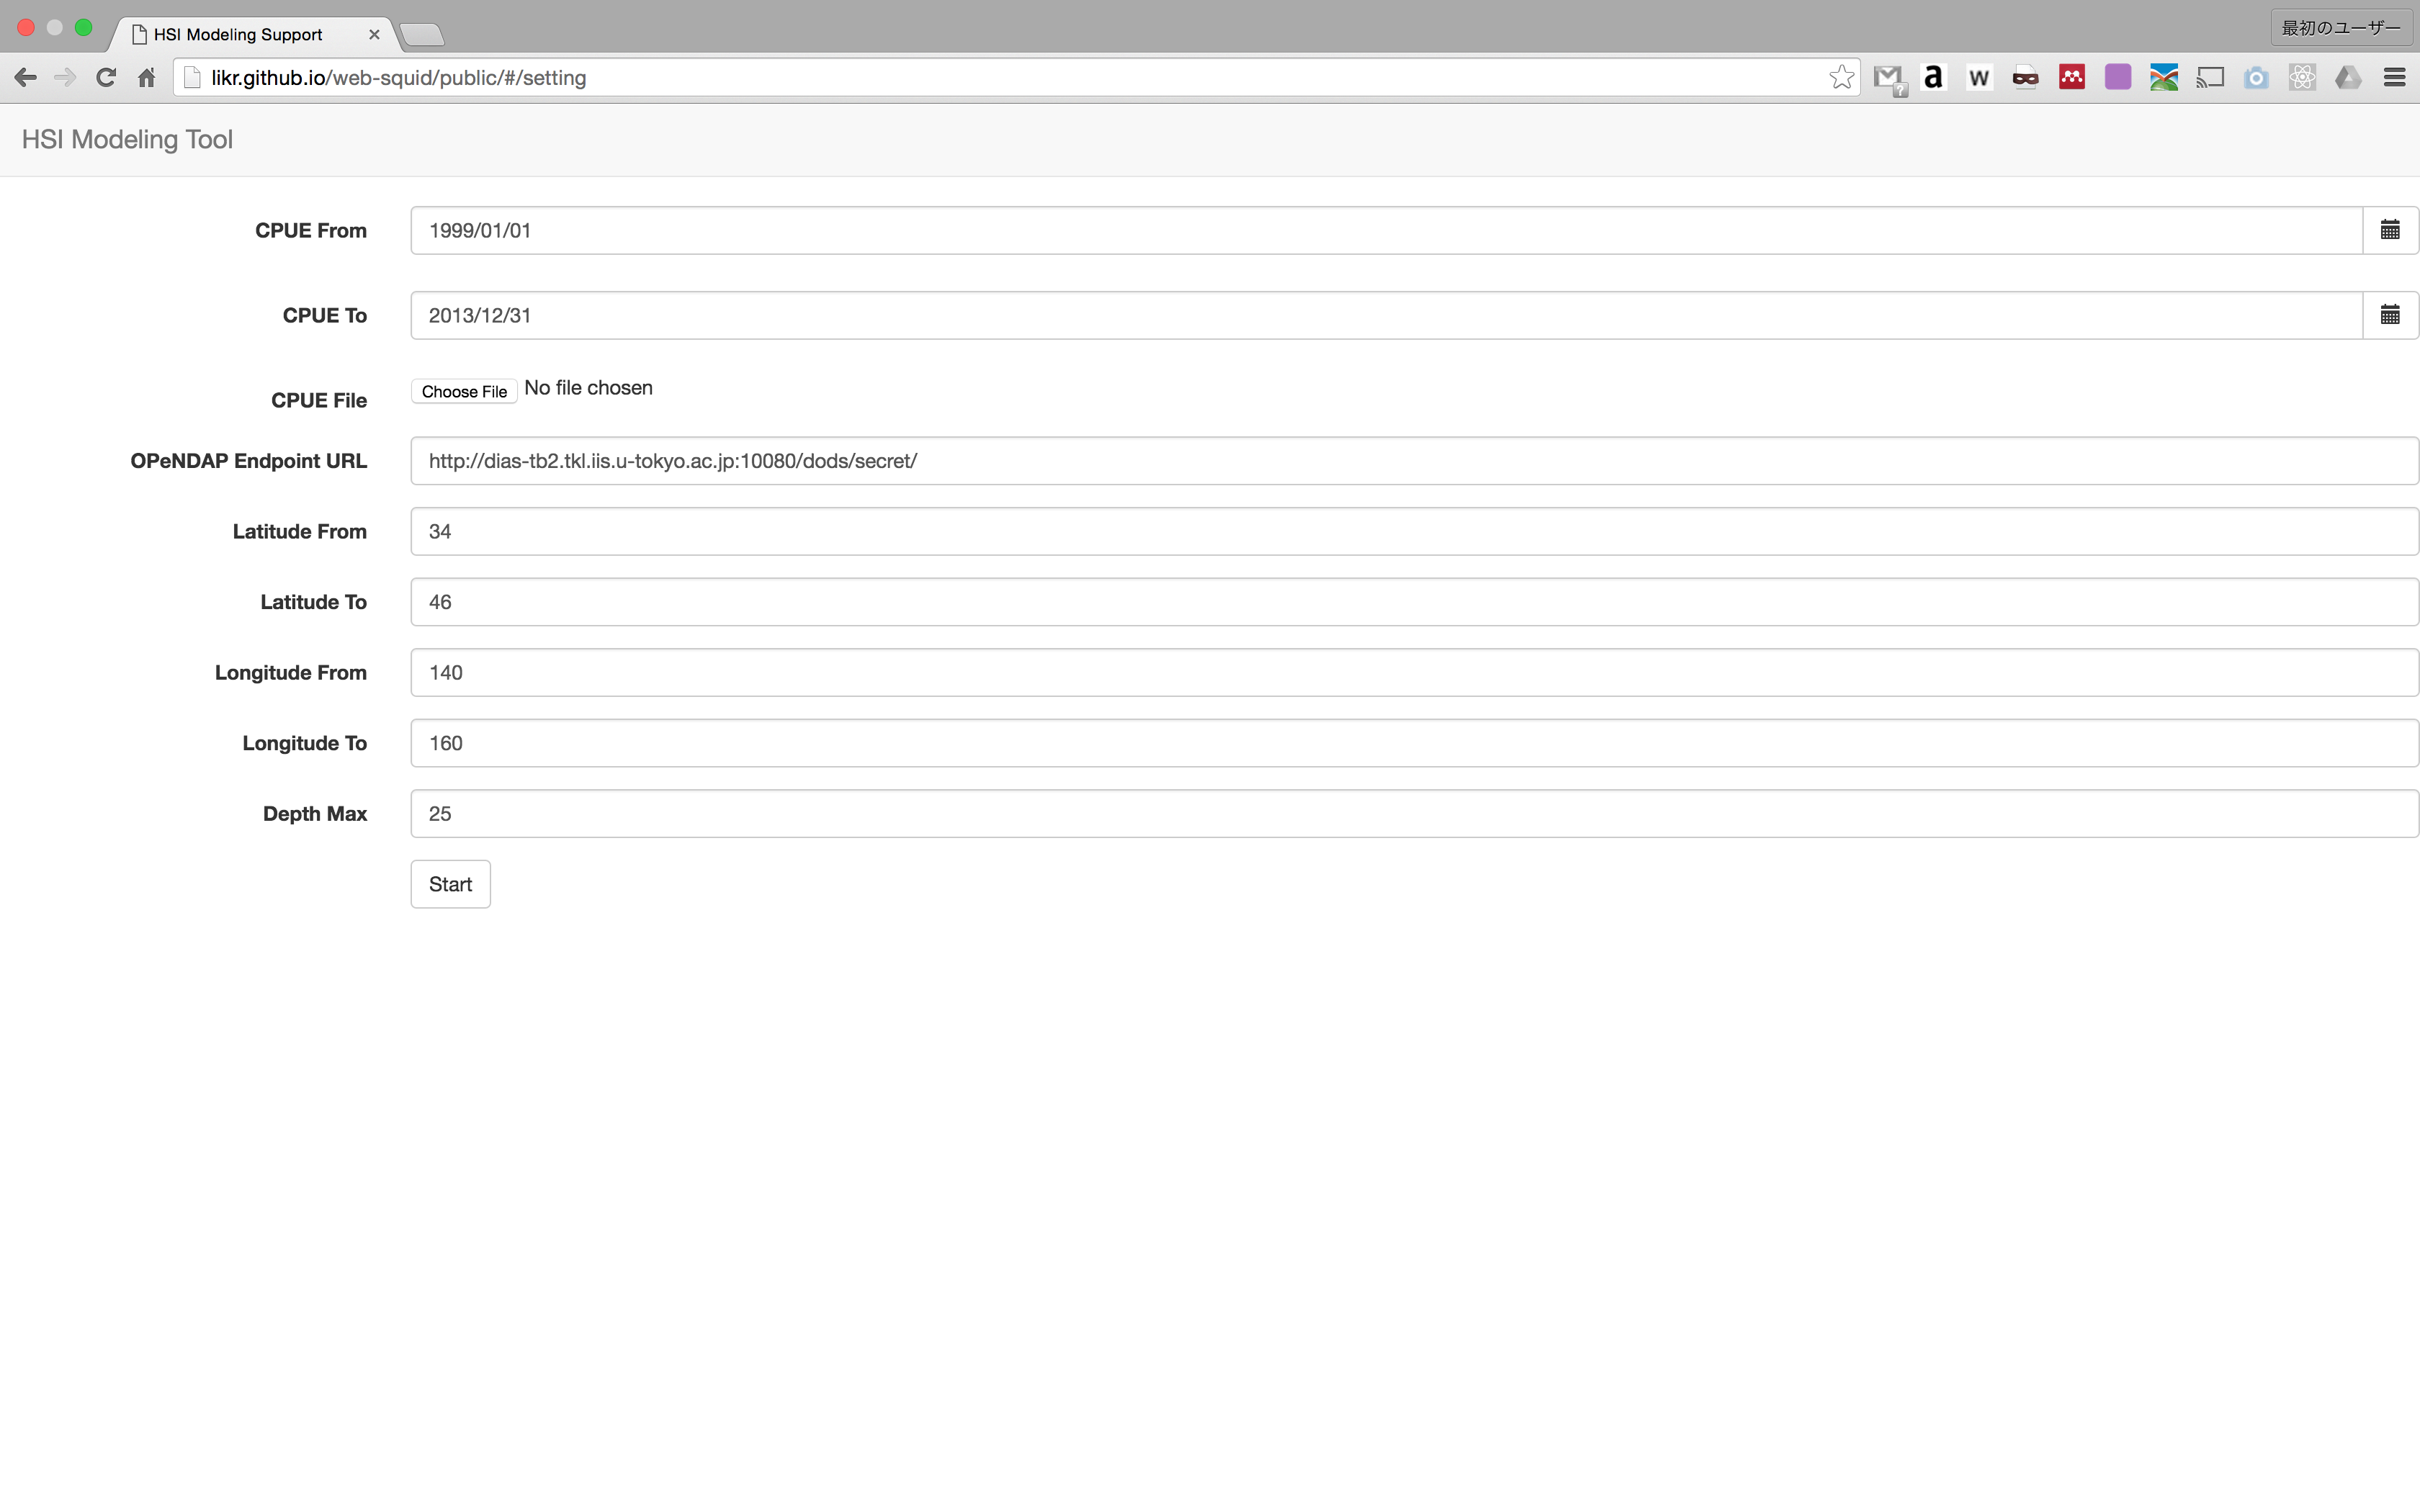 HSI Modeling Support
最初のユーザー
likr.github.io/web-squid/public/#/setting
HSI Modeling Tool
CPUE From 1999/01/01
CPUE To 2013/12/31
CPUE File Choose File No file chosen
OPeNDAP Endpoint URL http://dias-tb2.tkl.iis.u-tokyo.ac.jp:10080/dods/secret/
Latitude From 34
Latitude To 46
Longitude From 140
Longitude To 160
Depth Max 25
Start